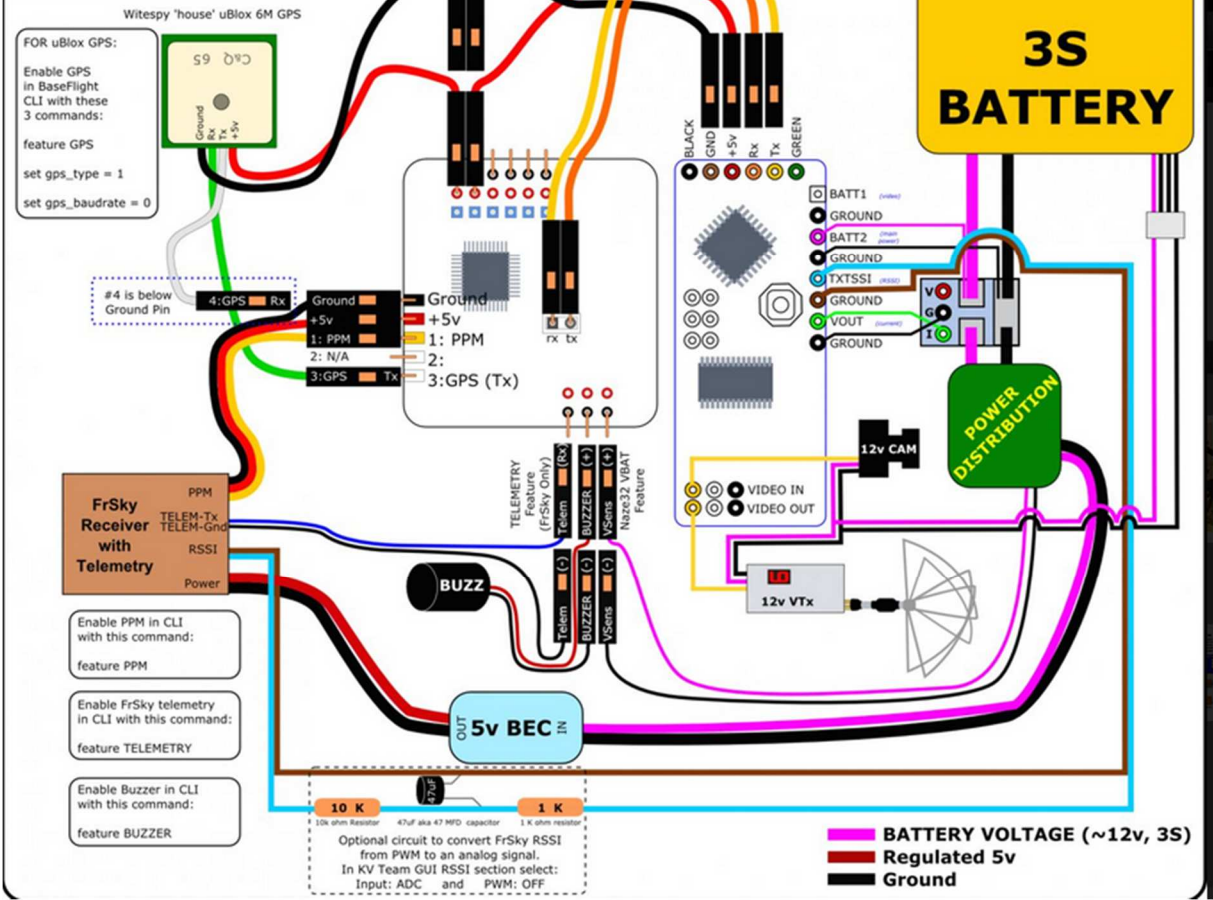 Witespy 'house' uBlox 6M GPS
FOR uBlox GPS:
Enable GPS
in BaseFlight
CLI with these
3 commands:
feature GPS
set gps_type = 1
set gps_baudrate = 0
C&Q 65
Ground
Rx
Tx
+5v
3S
BATTERY
BLACK
GND
+5v
Rx
Tx
GREEN
BATT1 (video)
GROUND
BATT2 (main power)
GROUND
TXTSSI (RSSI)
GROUND
VOUT (current)
GROUND
V
G
I
#4 is below
Ground Pin
4:GPS Rx
Ground
+5v
1: PPM
2: N/A
3:GPS Tx
Ground
+5v
1: PPM
2:
3:GPS (Tx)
rx tx
POWER
DISTRIBUTION
12v CAM
VIDEO IN
VIDEO OUT
12v VTx
TELEMETRY
Feature
(FrSky Only)
Telem (Rx)
BUZZER (+)
VSens (+)
Naze32 VBAT
Feature
Telem (-)
BUZZER (-)
VSens (-)
FrSky
Receiver
with
Telemetry
PPM
TELEM-Tx
TELEM-Gnd
RSSI
Power
BUZZ
Enable PPM in CLI
with this command:
feature PPM
Enable FrSky telemetry
in CLI with this command:
feature TELEMETRY
Enable Buzzer in CLI
with this command:
feature BUZZER
OUT
5v BEC
IN
10 K
10k ohm Resistor
47uF
47uF aka 47 MFD capacitor
1 K
1 K ohm resistor
Optional circuit to convert FrSky RSSI
from PWM to an analog signal.
In KV Team GUI RSSI section select:
Input: ADC and PWM: OFF
BATTERY VOLTAGE (~12v, 3S)
Regulated 5v
Ground